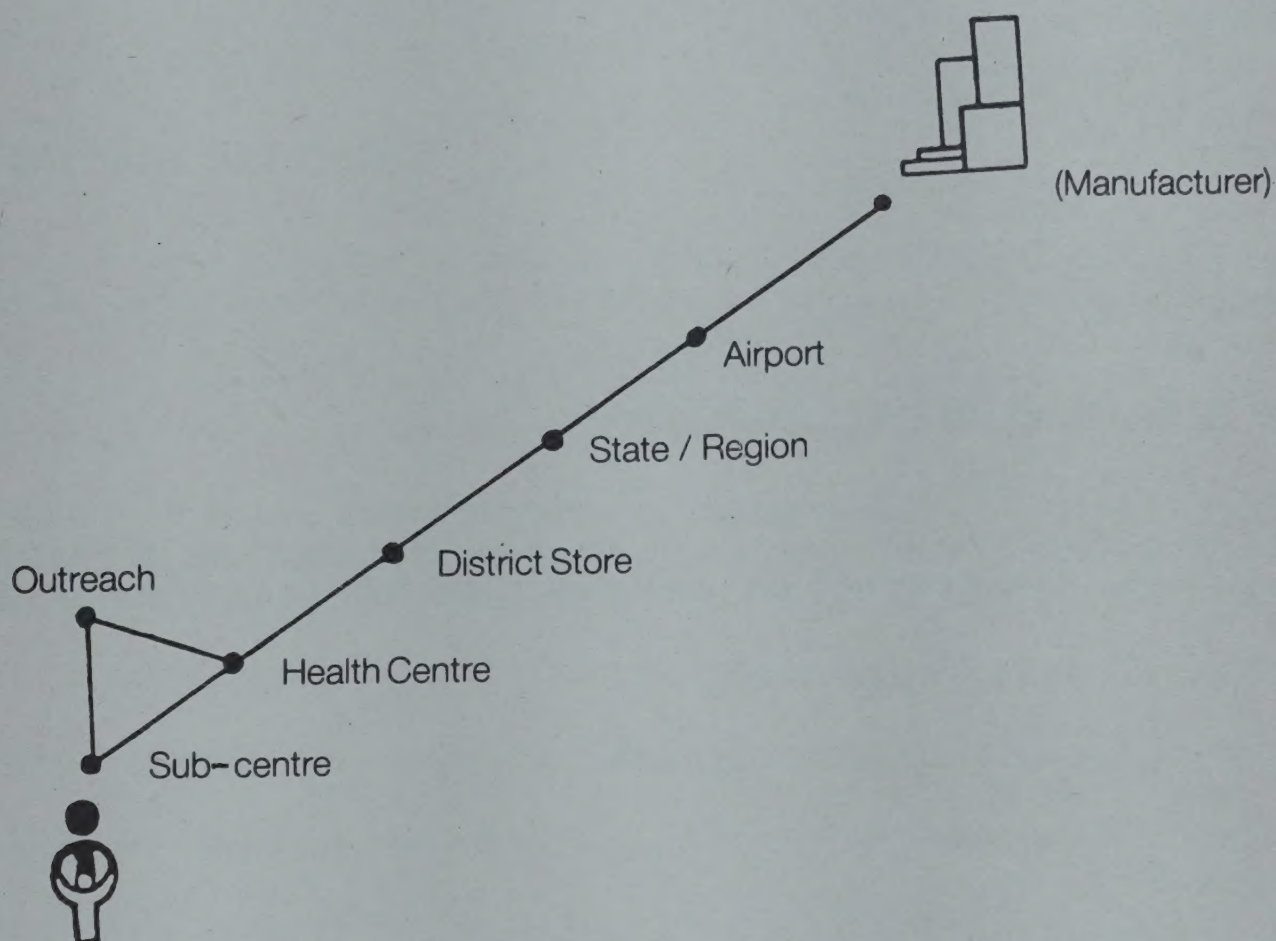 (Manufacturer)
Airport
State / Region
District Store
Outreach
Health Centre
Sub-centre